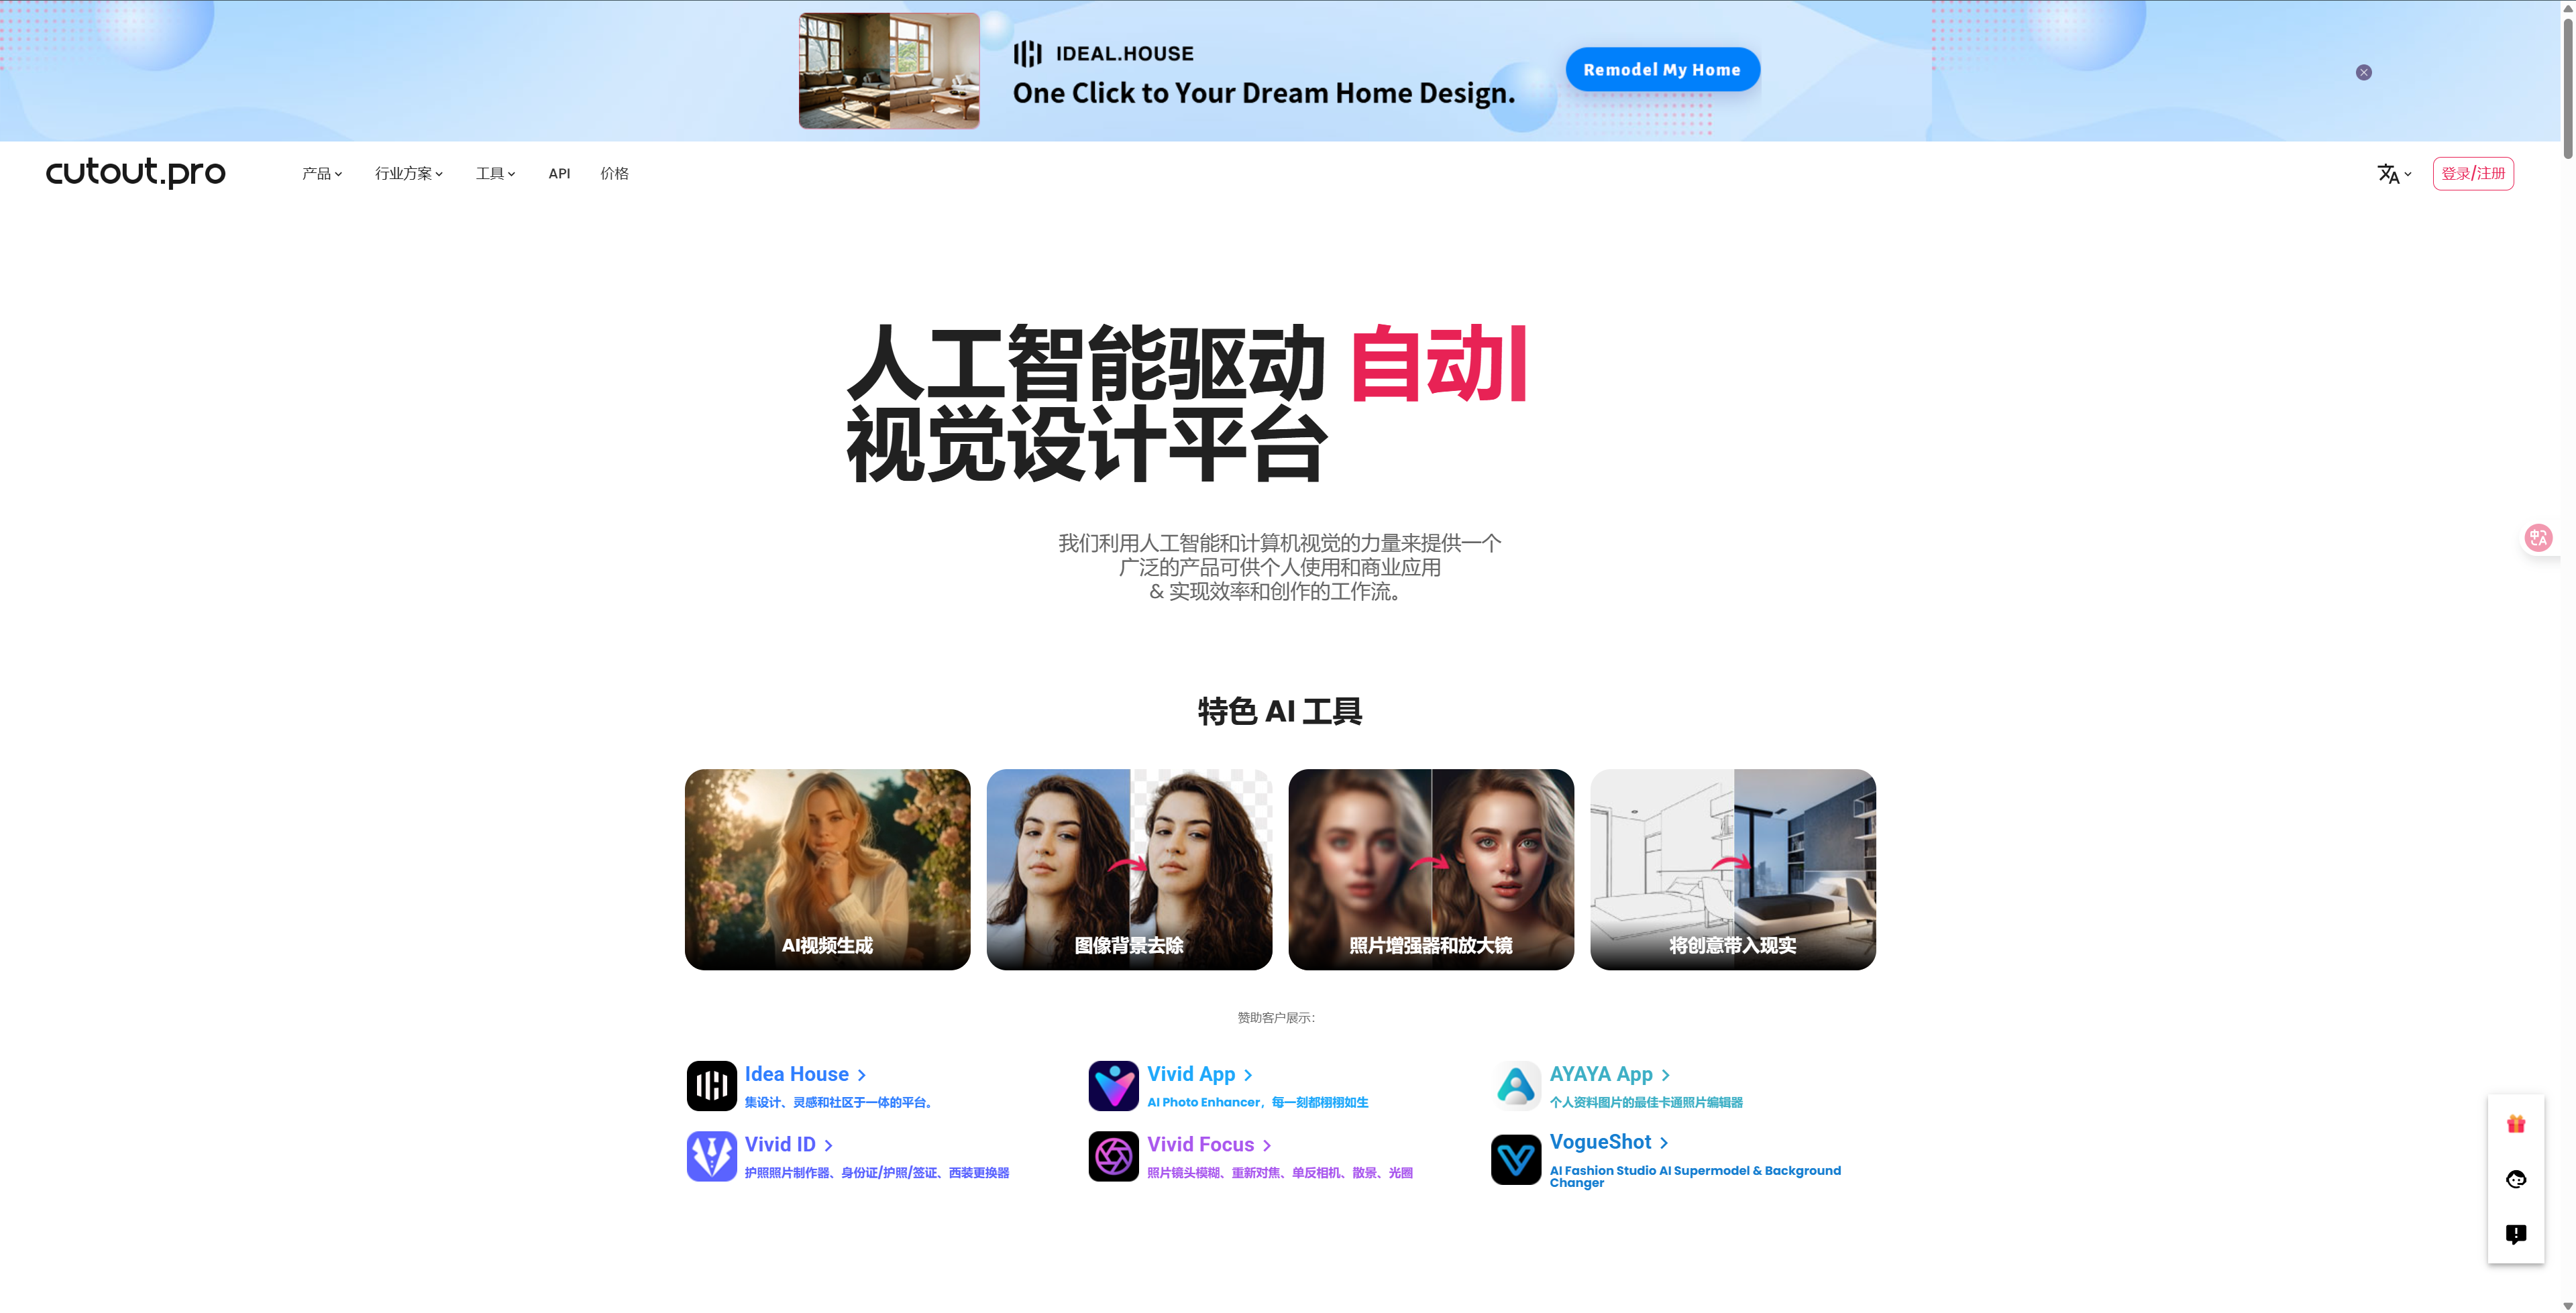 IDEAL.HOUSE
One Click to Your Dream Home Design.
Remodel My Home
cutout.pro
产品
行业方案
工具
API
价格
登录/注册
人工智能驱动 自动
视觉设计平台
我们利用人工智能和计算机视觉的力量来提供一个
广泛的产品可供个人使用和商业应用
& 实现效率和创作的工作流。
特色 AI 工具
AI视频生成
图像背景去除
照片增强器和放大镜
将创意带入现实
赞助客户展示:
Idea House
集设计、灵感和社区于一体的平台。
Vivid App
AI Photo Enhancer，每一刻都栩栩如生
AYAYA App
个人资料图片的最佳卡通照片编辑器
Vivid ID
护照照片制作器、身份证/护照/签证、西装更换器
Vivid Focus
照片镜头模糊、重新对焦、单反相机、散景、光圈
VogueShot
AI Fashion Studio AI Supermodel & Background
Changer